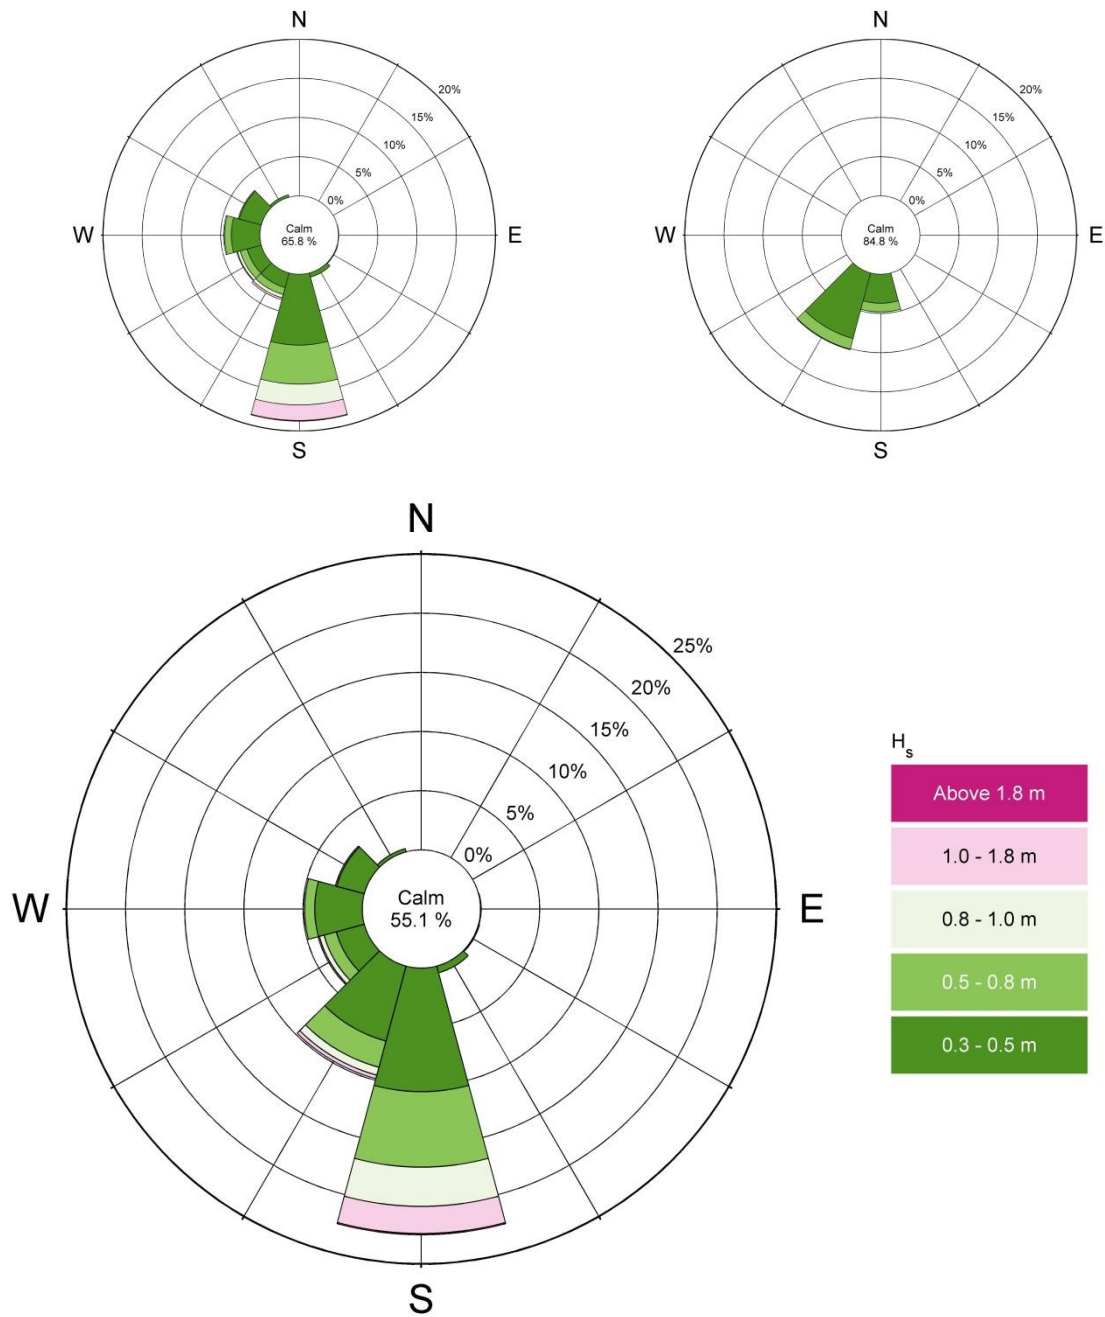 N
20%
15%
10%
5%
0%
W
Calm
65.8 %
E
S
N
20%
15%
10%
5%
0%
W
Calm
84.8 %
E
S
N
25%
20%
15%
10%
5%
0%
W
Calm
55.1 %
E
S
Hs
Above 1.8 m
1.0 - 1.8 m
0.8 - 1.0 m
0.5 - 0.8 m
0.3 - 0.5 m